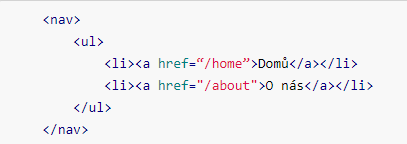 <nav>
<ul>
<li><a href=“/home”>Domů</a></li>
<li><a href="/about">O nás</a></li>
</ul>
</nav>